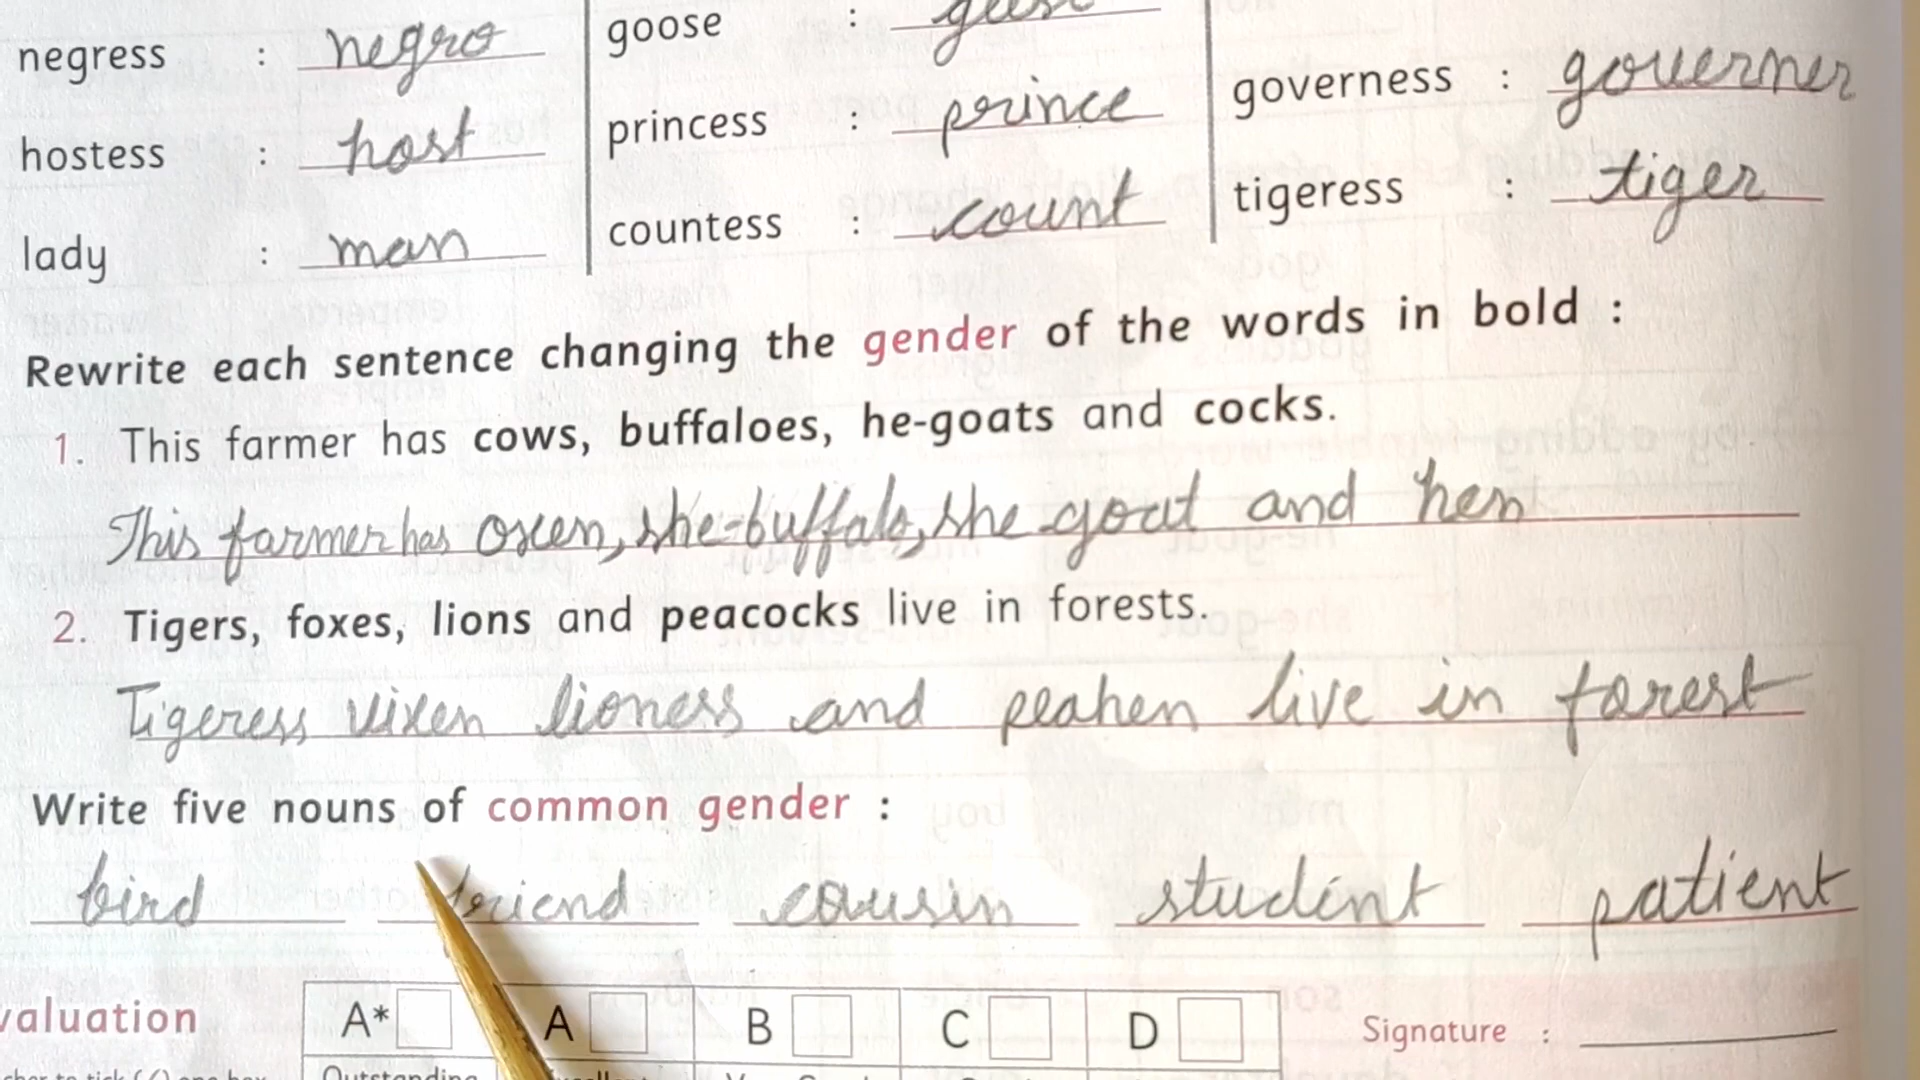 negress : negro
hostess : host
lady : man
goose :
princess : prince
countess : count
governess : governer
tigeress : tiger
Rewrite each sentence changing the gender of the words in bold :
1. This farmer has cows, buffaloes, he-goats and cocks.
This farmer has oxen, she-buffalo, she goat and hen
2. Tigers, foxes, lions and peacocks live in forests.
Tigeress vixen lioness and peahen live in forest
Write five nouns of common gender :
bird friend cousin student patient
valuation A* A B C D Signature :
Outstanding